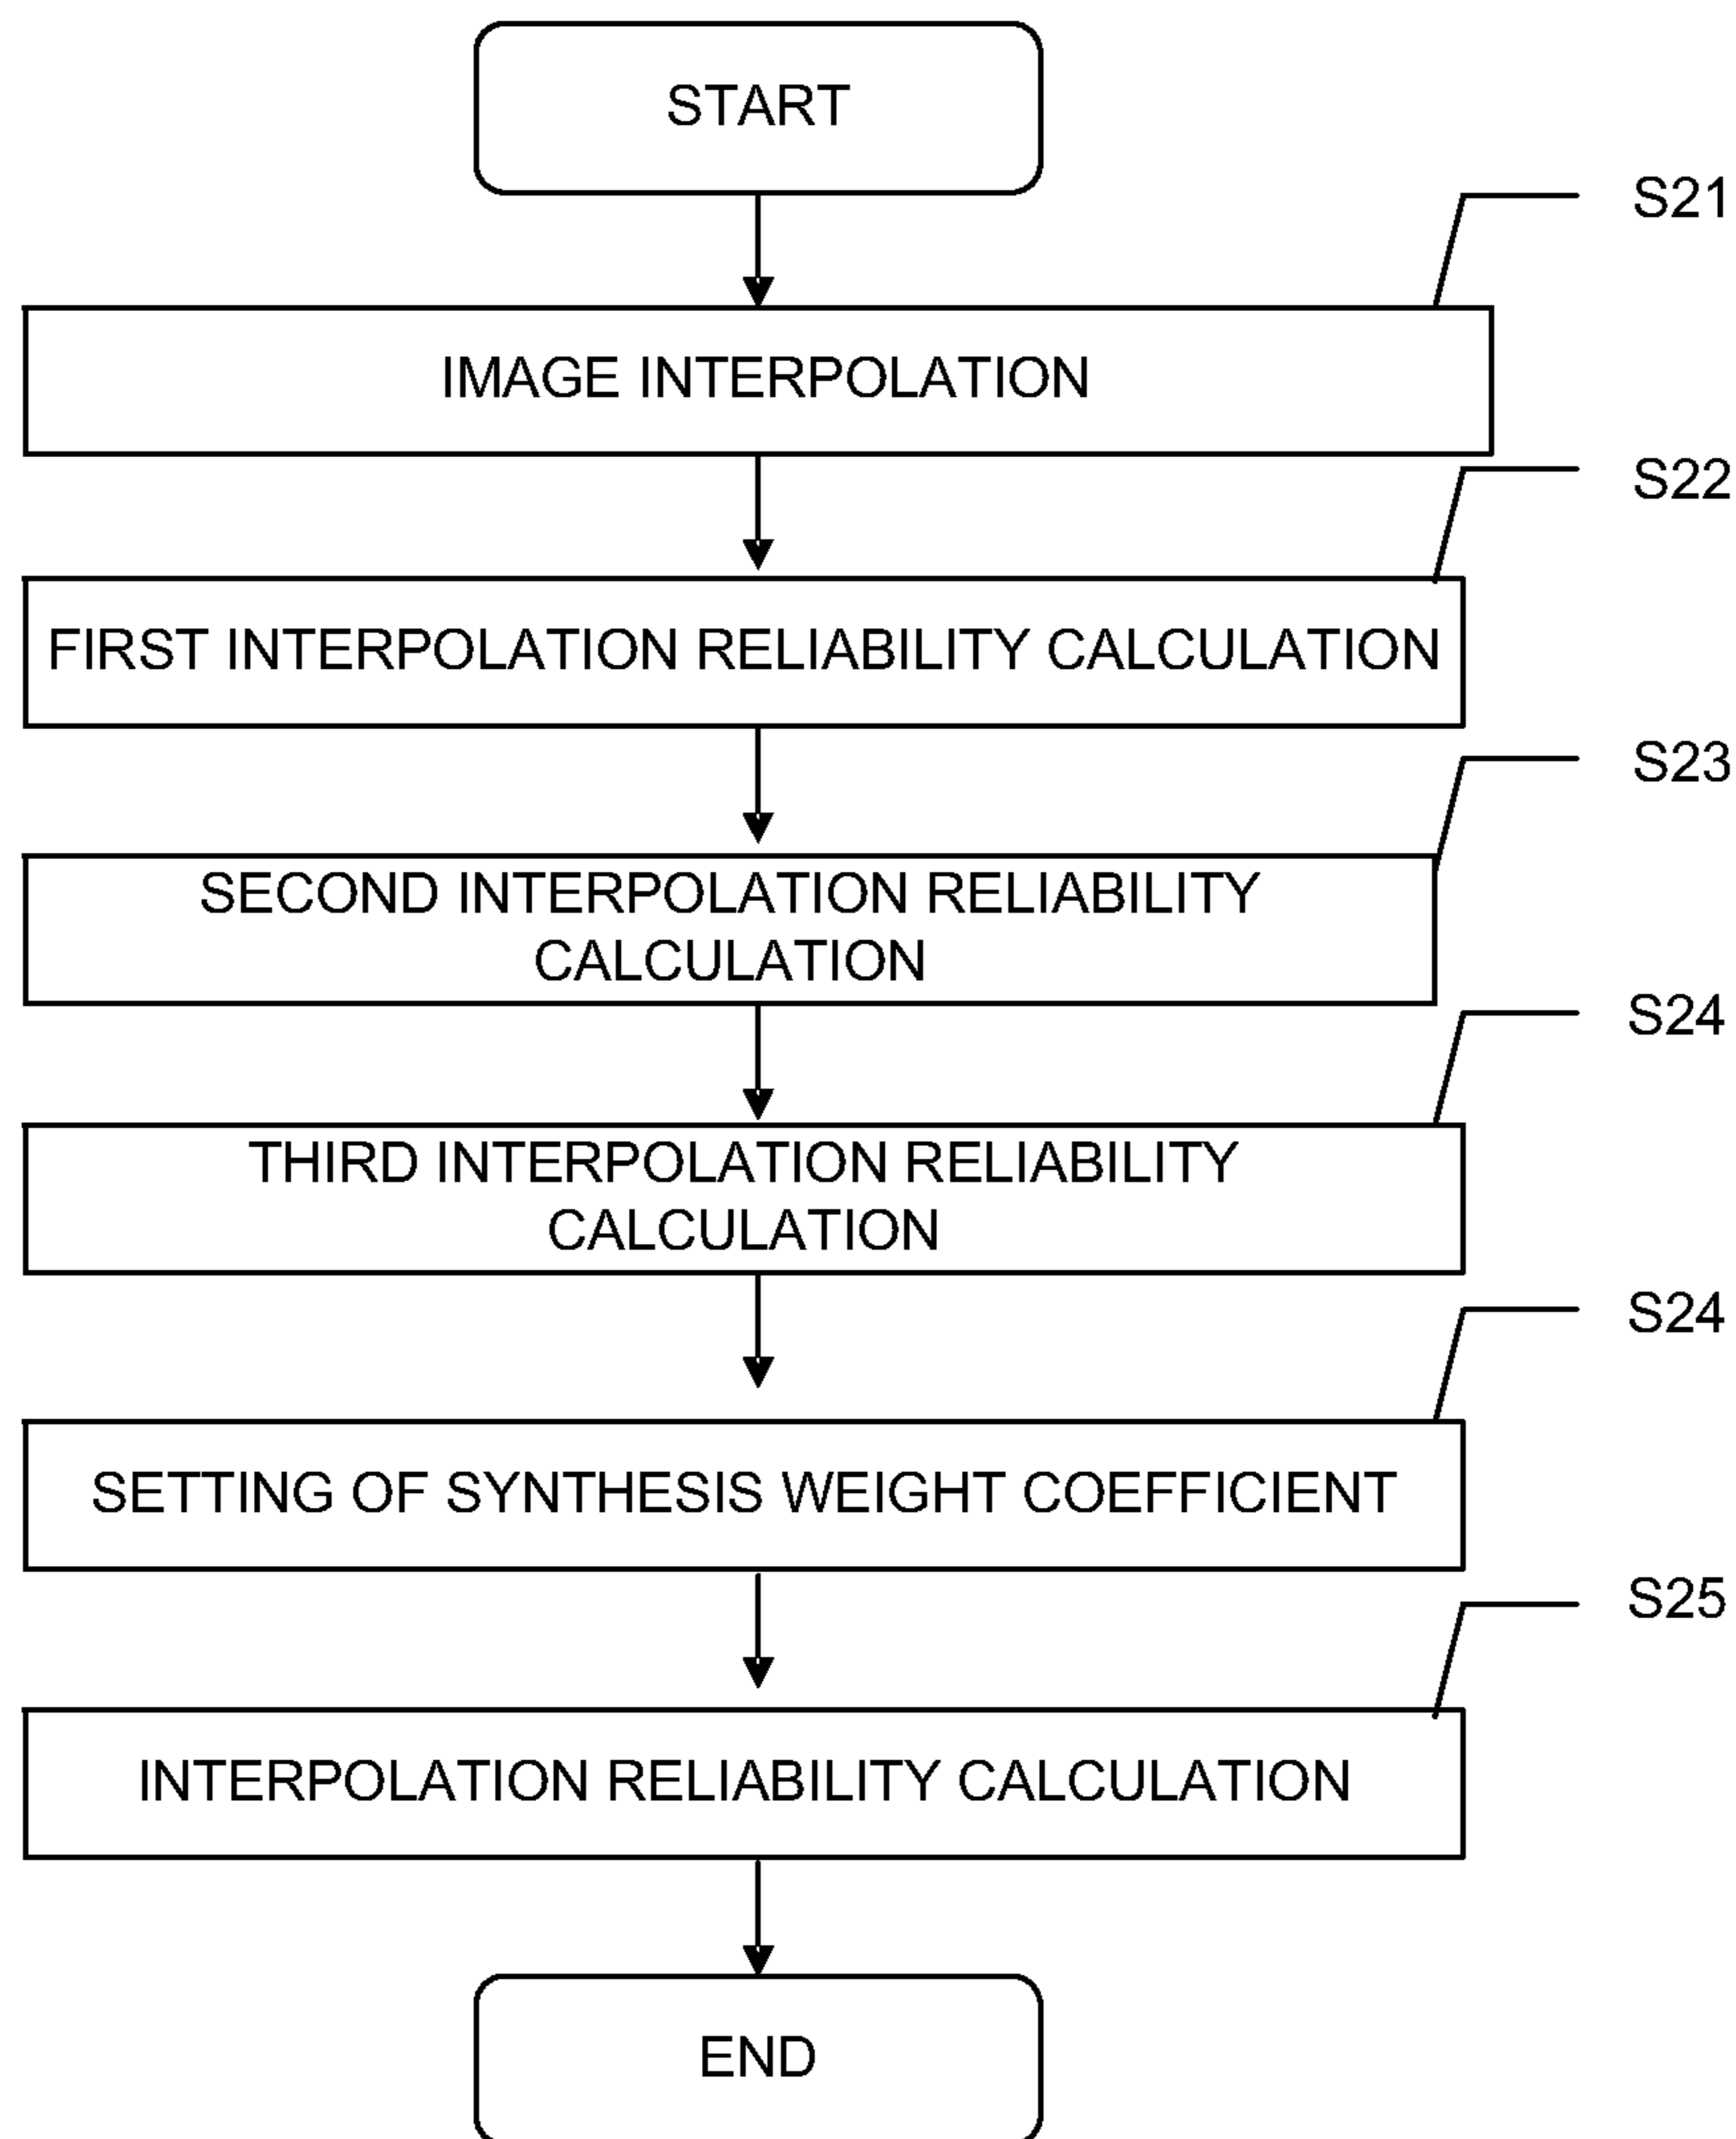 START
S21
IMAGE INTERPOLATION
S22
FIRST INTERPOLATION RELIABILITY CALCULATION
S23
SECOND INTERPOLATION RELIABILITY
CALCULATION
S24
THIRD INTERPOLATION RELIABILITY
CALCULATION
S24
SETTING OF SYNTHESIS WEIGHT COEFFICIENT
S25
INTERPOLATION RELIABILITY CALCULATION
END